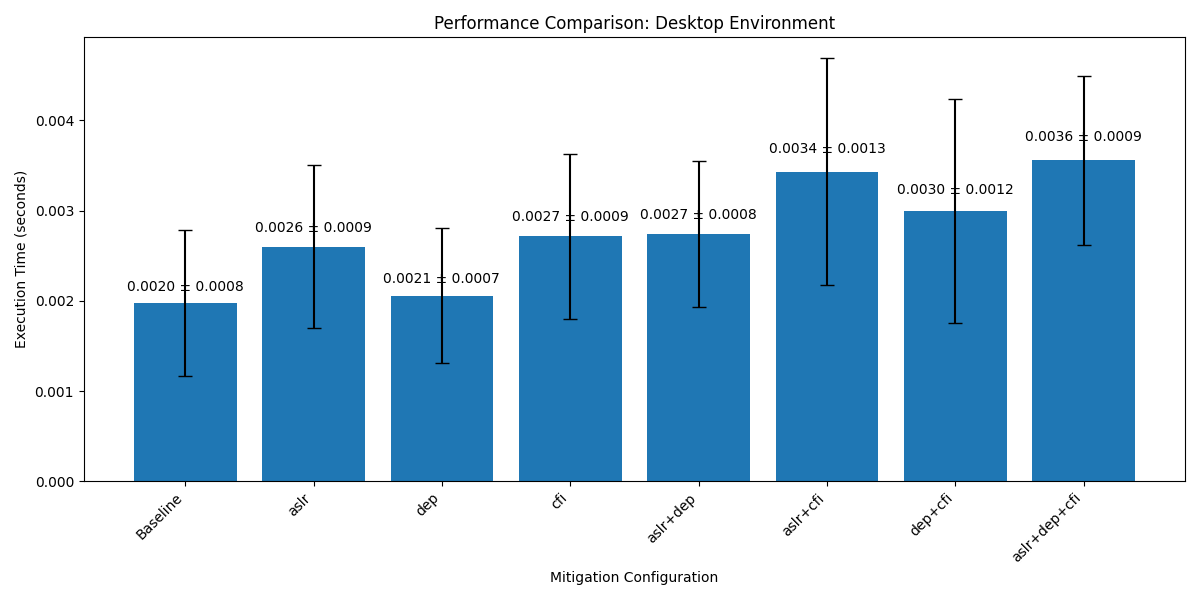 Performance Comparison: Desktop Environment
Execution Time (seconds)
0.004
0.003
0.002
0.001
0.000
0.0020 ± 0.0008
0.0026 ± 0.0009
0.0021 ± 0.0007
0.0027 ± 0.0009
0.0027 ± 0.0008
0.0034 ± 0.0013
0.0030 ± 0.0012
0.0036 ± 0.0009
Baseline
aslr
dep
cfi
aslr+dep
aslr+cfi
dep+cfi
aslr+dep+cfi
Mitigation Configuration